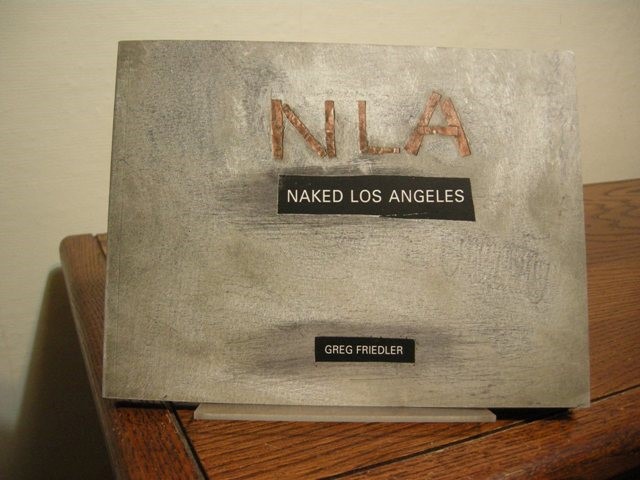 NLA
NAKED LOS ANGELES
GREG FRIEDLER